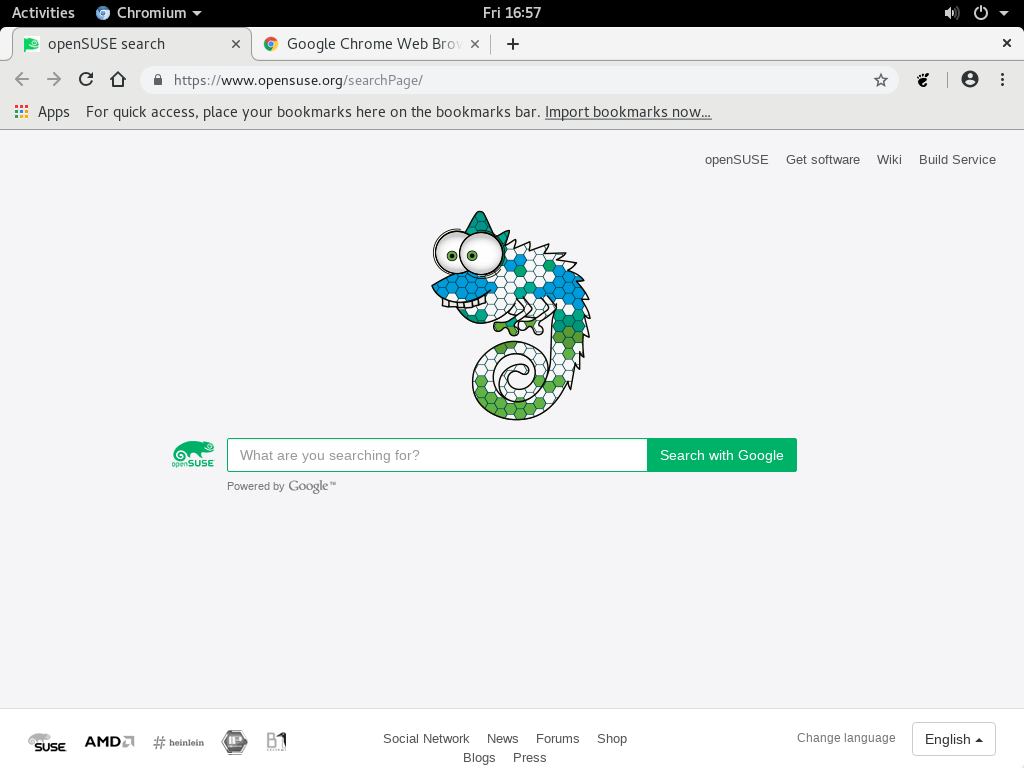 Activities Chromium Fri 16:57
openSUSE search Google Chrome Web Brow
https://www.opensuse.org/searchPage/
Apps For quick access, place your bookmarks here on the bookmarks bar. Import bookmarks now...
openSUSE Get software Wiki Build Service
openSUSE What are you searching for? Search with Google
Powered by Google™
SUSE AMD # heinlein B1 Social Network News Forums Shop Change language English
Blogs Press